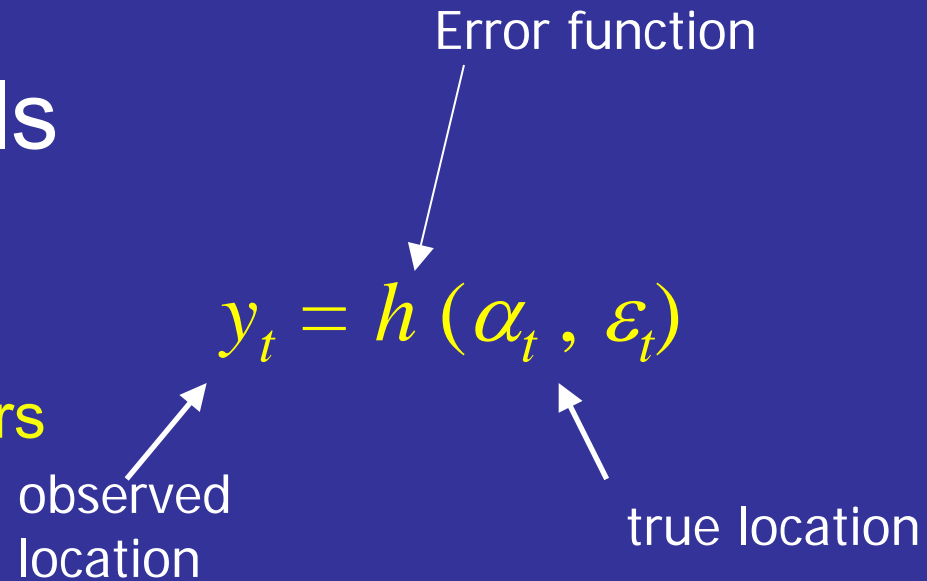 Error function
ls
y_t = h (α_t , ε_t)
rs
observed
location
true location